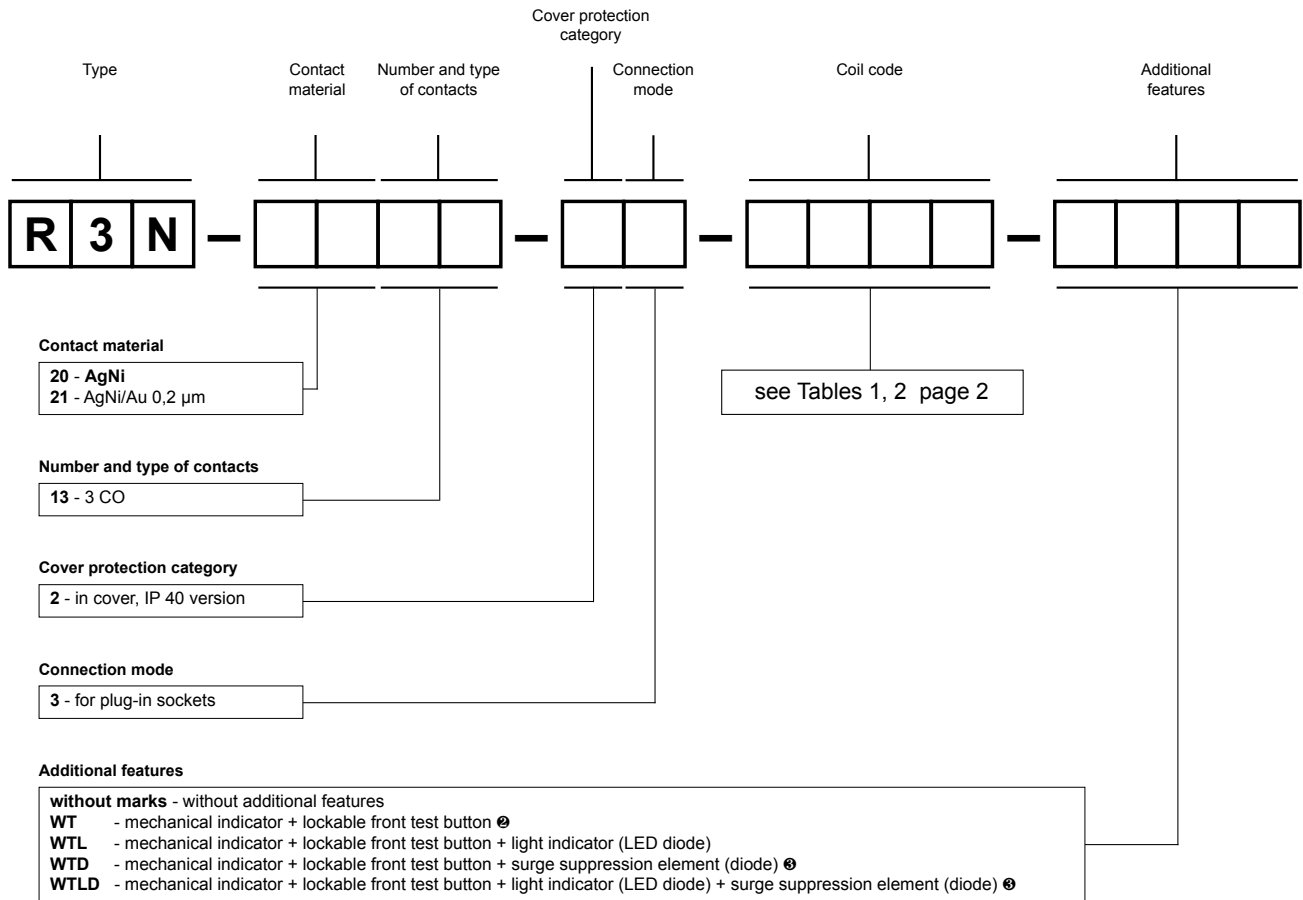 Cover protection
category
Type
Contact
material
Number and type
of contacts
Connection
mode
Coil code
Additional
features
R 3 N – – – –
Contact material
20 - AgNi
21 - AgNi/Au 0,2 µm
see Tables 1, 2 page 2
Number and type of contacts
13 - 3 CO
Cover protection category
2 - in cover, IP 40 version
Connection mode
3 - for plug-in sockets
Additional features
without marks - without additional features
WT - mechanical indicator + lockable front test button ❷
WTL - mechanical indicator + lockable front test button + light indicator (LED diode)
WTD - mechanical indicator + lockable front test button + surge suppression element (diode) ❸
WTLD - mechanical indicator + lockable front test button + light indicator (LED diode) + surge suppression element (diode) ❸